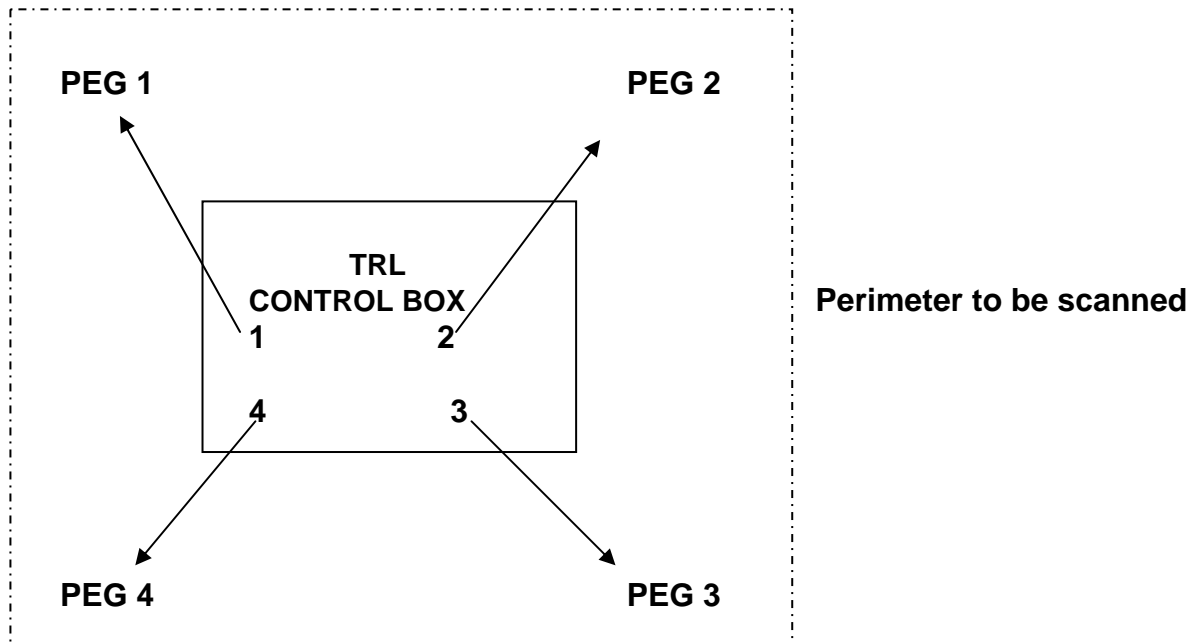 PEG 1
PEG 2
TRL
CONTROL BOX
1
2
Perimeter to be scanned
4
3
PEG 4
PEG 3